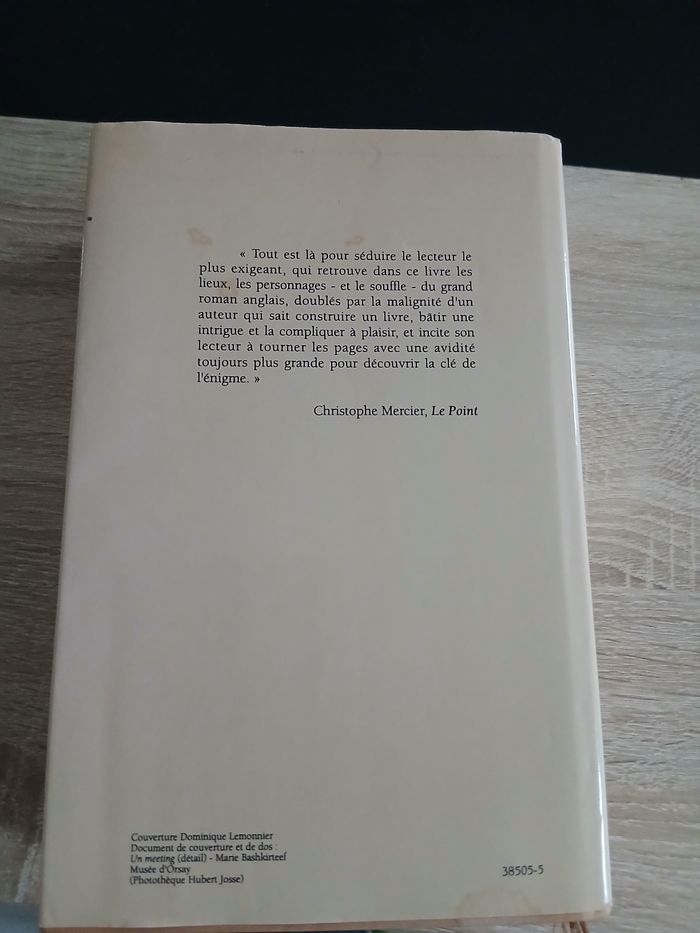 « Tout est là pour séduire le lecteur le
plus exigeant, qui retrouve dans ce livre les
lieux, les personnages - et le souffle - du grand
roman anglais, doublés par la malignité d'un
auteur qui sait construire un livre, bâtir une
intrigue et la compliquer à plaisir, et incite son
lecteur à tourner les pages avec une avidité
toujours plus grande pour découvrir la clé de
l'énigme. »
Christophe Mercier, Le Point
Couverture Dominique Lemonnier
Document de couverture et de dos :
Un meeting (détail) - Marie Bashkirteef
Musée d'Orsay
(Photothèque Hubert Josse)
38505-5